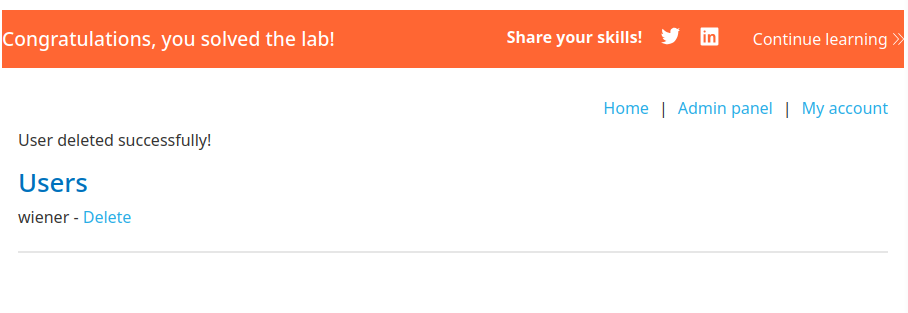 Congratulations, you solved the lab!
Share your skills!
Continue learning
Home | Admin panel | My account
User deleted successfully!
Users
wiener - Delete